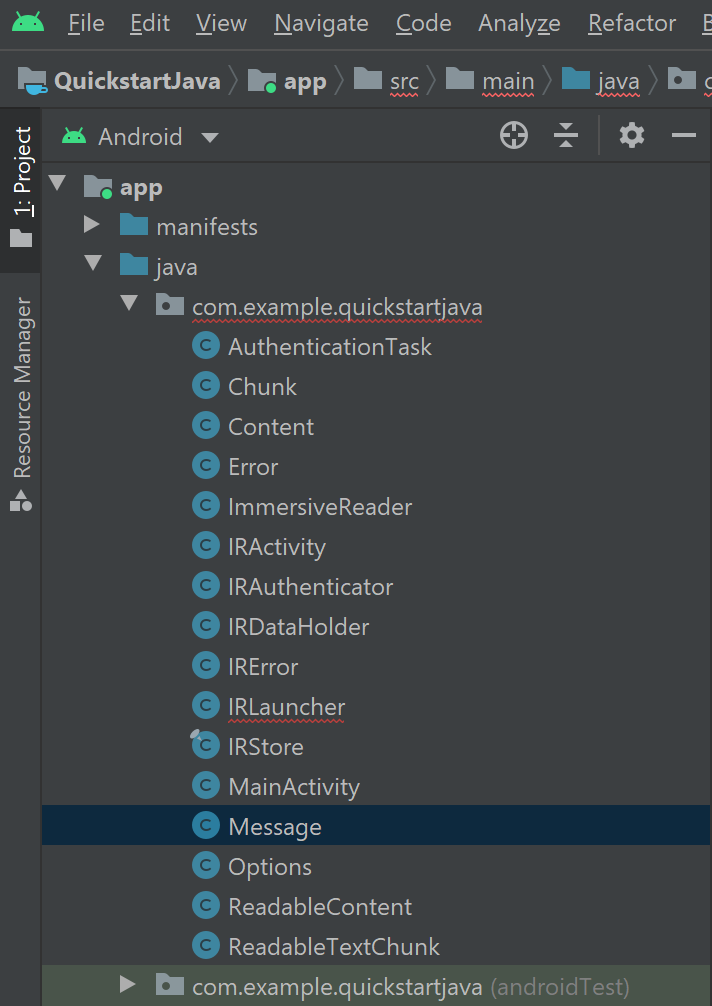 File Edit View Navigate Code Analyze Refactor
QuickstartJava app src main java
1: Project
Android
Resource Manager
app
manifests
java
com.example.quickstartjava
AuthenticationTask
Chunk
Content
Error
ImmersiveReader
IRActivity
IRAuthenticator
IRDataHolder
IRError
IRLauncher
IRStore
MainActivity
Message
Options
ReadableContent
ReadableTextChunk
com.example.quickstartjava (androidTest)